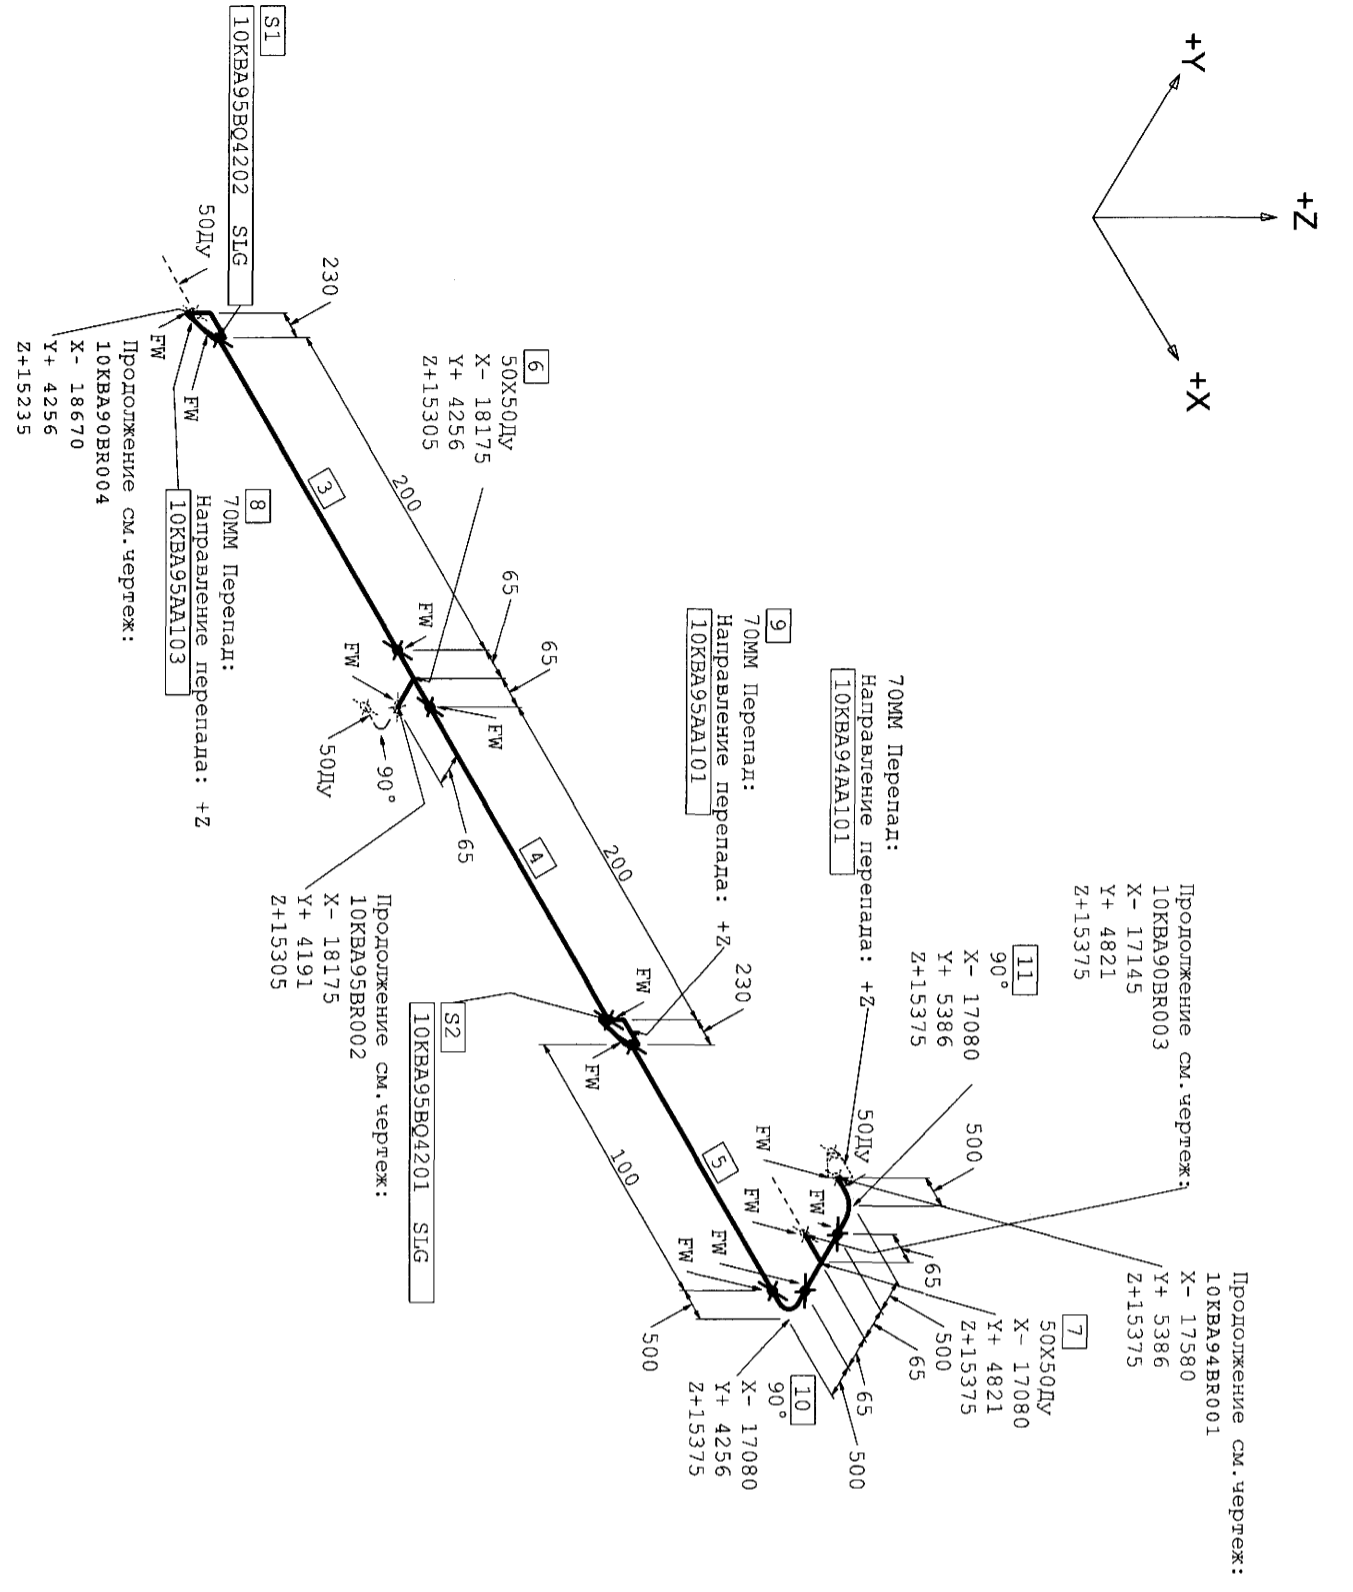 +Y
+Z
+X
S1
10KBA95BQ4202 SLG
50Ду
230
FW
FW
Продолжение см.чертеж:
10KBA90BR004
X- 18670
Y+ 4256
Z+15235
8
70ММ Перепад:
Направление перепада: +Z
10KBA95AA103
3
200
6
50X50Ду
X- 18175
Y+ 4256
Z+15305
65
65
FW
FW
FW
50Ду
90°
65
4
200
Продолжение см.чертеж:
10KBA95BR002
X- 18175
Y+ 4191
Z+15305
9
70ММ Перепад:
Направление перепада: +Z
10KBA95AA101
70ММ Перепад:
Направление перепада: +Z
10KBA94AA101
230
FW
FW
S2
10KBA95BQ4201 SLG
100
5
11
90°
X- 17080
Y+ 5386
Z+15375
Продолжение см.чертеж:
10KBA90BR003
X- 17145
Y+ 4821
Z+15375
50Ду
500
FW
FW
FW
FW
FW
65
500
65
65
500
500
7
50X50Ду
X- 17080
Y+ 4821
Z+15375
10
90°
X- 17080
Y+ 4256
Z+15375
Продолжение см.чертеж:
10KBA94BR001
X- 17580
Y+ 5386
Z+15375